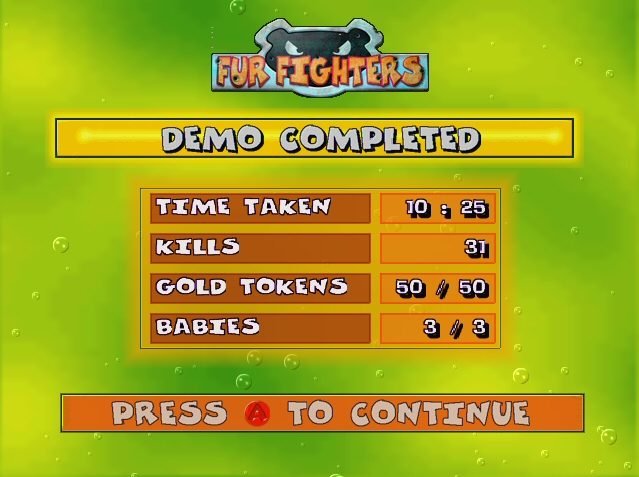 FUR FIGHTERS
DEMO COMPLETED
TIME TAKEN 10 : 25
KILLS 31
GOLD TOKENS 50 / 50
BABIES 3 / 3
PRESS A TO CONTINUE